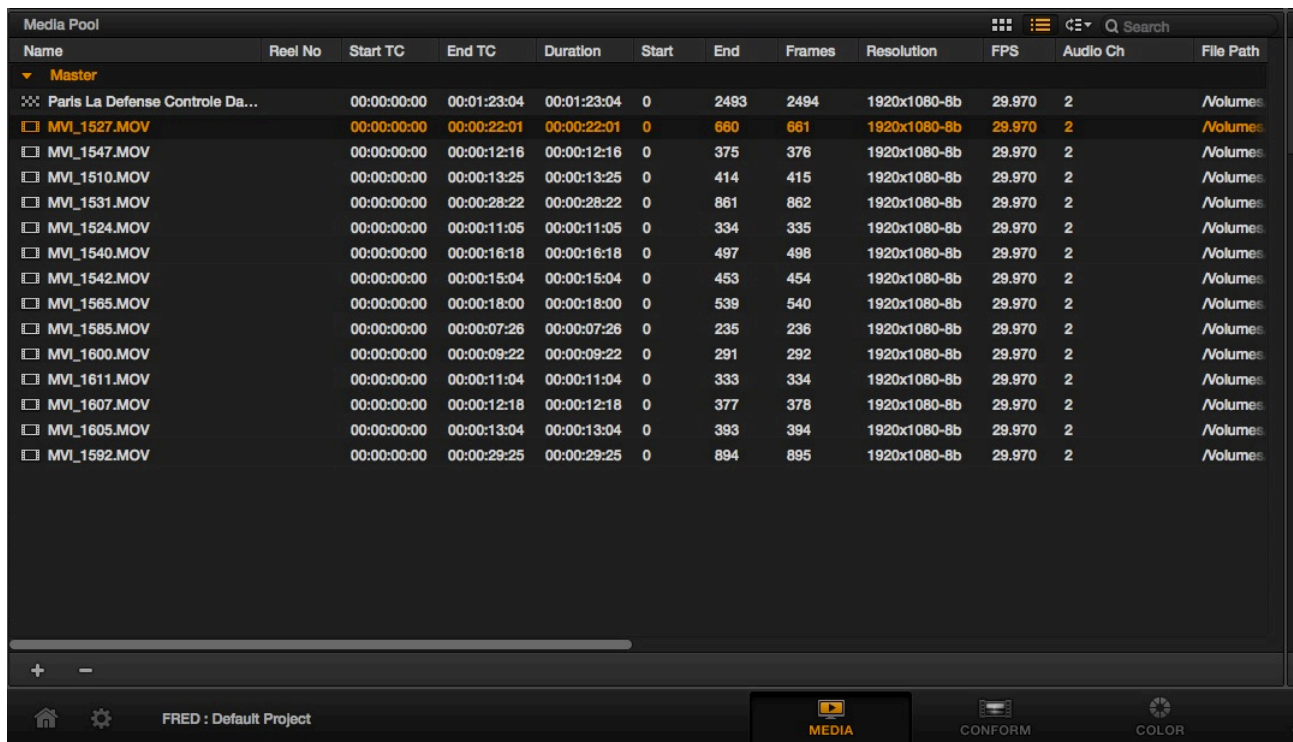 Media Pool Search
Name Reel No Start TC End TC Duration Start End Frames Resolution FPS Audio Ch File Path
Master
Paris La Defense Controle Da... 00:00:00:00 00:01:23:04 00:01:23:04 0 2493 2494 1920x1080-8b 29.970 2 /Volumes
MVI_1527.MOV 00:00:00:00 00:00:22:01 00:00:22:01 0 660 661 1920x1080-8b 29.970 2 /Volumes
MVI_1547.MOV 00:00:00:00 00:00:12:16 00:00:12:16 0 375 376 1920x1080-8b 29.970 2 /Volumes
MVI_1510.MOV 00:00:00:00 00:00:13:25 00:00:13:25 0 414 415 1920x1080-8b 29.970 2 /Volumes
MVI_1531.MOV 00:00:00:00 00:00:28:22 00:00:28:22 0 861 862 1920x1080-8b 29.970 2 /Volumes
MVI_1524.MOV 00:00:00:00 00:00:11:05 00:00:11:05 0 334 335 1920x1080-8b 29.970 2 /Volumes
MVI_1540.MOV 00:00:00:00 00:00:16:18 00:00:16:18 0 497 498 1920x1080-8b 29.970 2 /Volumes
MVI_1542.MOV 00:00:00:00 00:00:15:04 00:00:15:04 0 453 454 1920x1080-8b 29.970 2 /Volumes
MVI_1565.MOV 00:00:00:00 00:00:18:00 00:00:18:00 0 539 540 1920x1080-8b 29.970 2 /Volumes
MVI_1585.MOV 00:00:00:00 00:00:07:26 00:00:07:26 0 235 236 1920x1080-8b 29.970 2 /Volumes
MVI_1600.MOV 00:00:00:00 00:00:09:22 00:00:09:22 0 291 292 1920x1080-8b 29.970 2 /Volumes
MVI_1611.MOV 00:00:00:00 00:00:11:04 00:00:11:04 0 333 334 1920x1080-8b 29.970 2 /Volumes
MVI_1607.MOV 00:00:00:00 00:00:12:18 00:00:12:18 0 377 378 1920x1080-8b 29.970 2 /Volumes
MVI_1605.MOV 00:00:00:00 00:00:13:04 00:00:13:04 0 393 394 1920x1080-8b 29.970 2 /Volumes
MVI_1592.MOV 00:00:00:00 00:00:29:25 00:00:29:25 0 894 895 1920x1080-8b 29.970 2 /Volumes
FRED : Default Project
MEDIA CONFORM COLOR